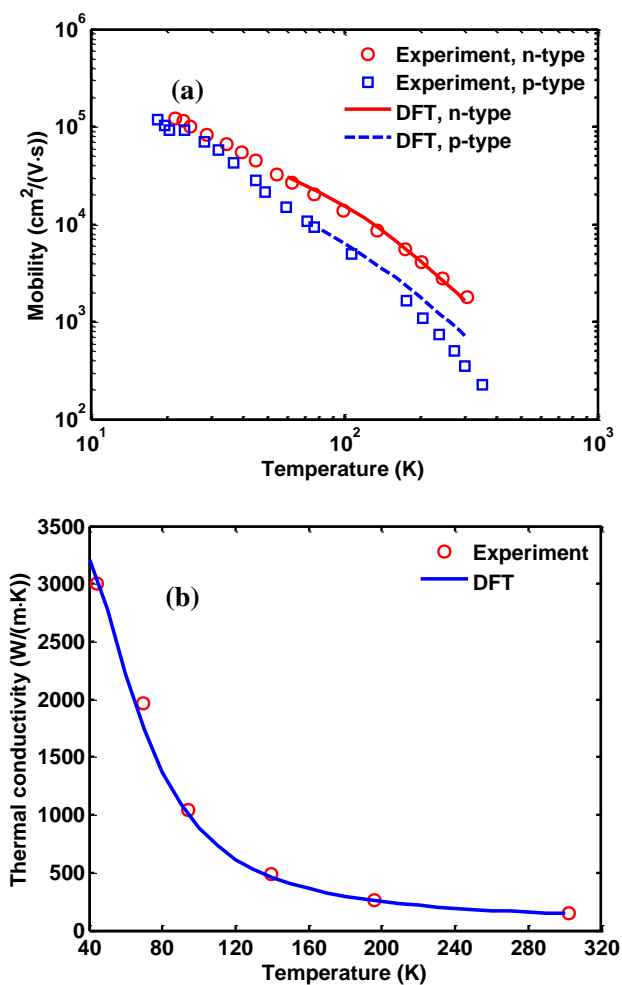 (a)
Experiment, n-type
Experiment, p-type
DFT, n-type
DFT, p-type
10^6
10^5
10^4
10^3
10^2
Mobility (cm^2/(V·s))
10^1
10^2
10^3
Temperature (K)
(b)
Experiment
DFT
3500
3000
2500
2000
1500
1000
500
0
Thermal conductivity (W/(m·K))
40
80
120
160
200
240
280
320
Temperature (K)